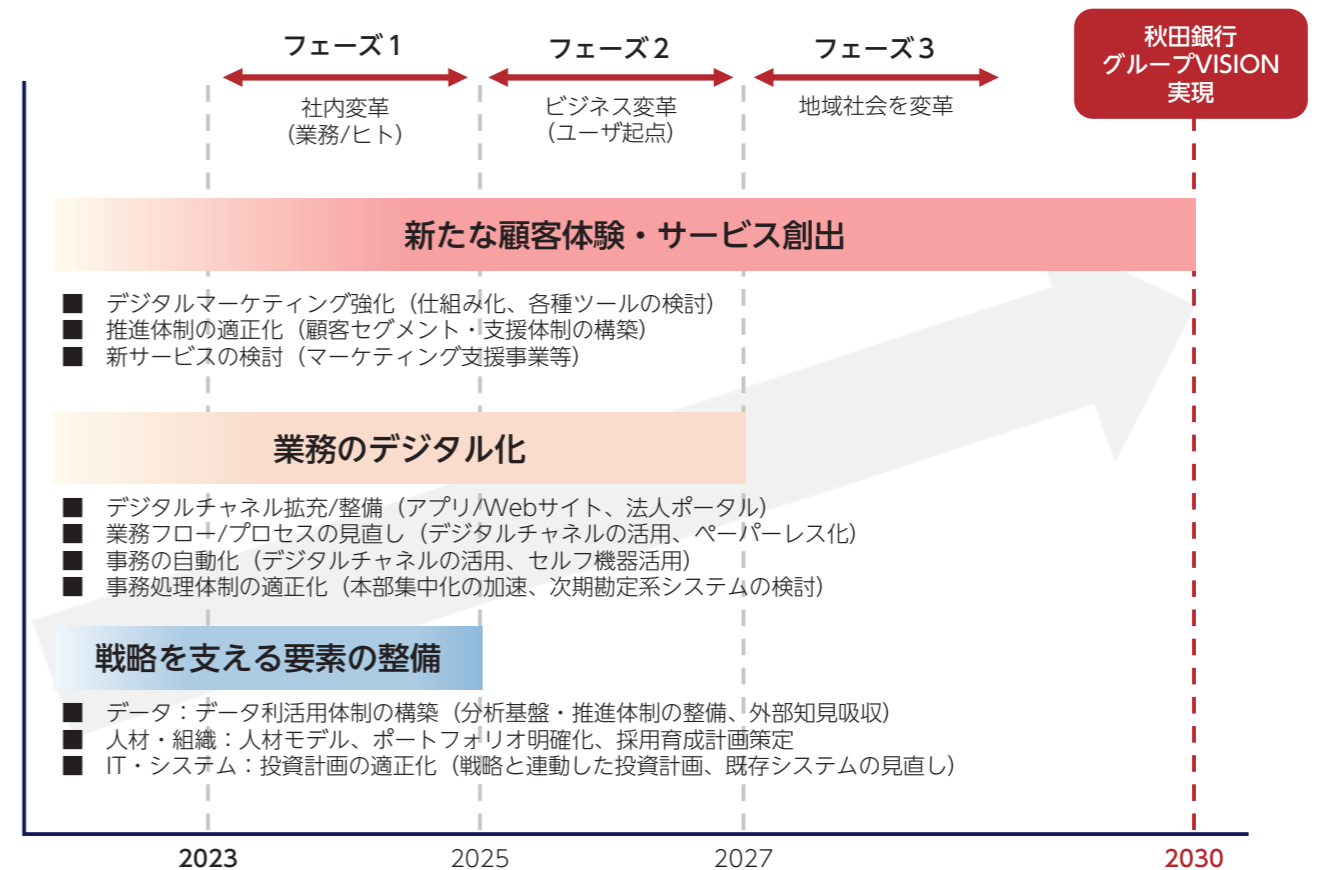 フェーズ1
フェーズ2
フェーズ3
秋田銀行
グループVISION
実現
社内変革
(業務/ヒト)
ビジネス変革
(ユーザ起点)
地域社会を変革
新たな顧客体験・サービス創出
■ デジタルマーケティング強化（仕組み化、各種ツールの検討）
■ 推進体制の適正化（顧客セグメント・支援体制の構築）
■ 新サービスの検討（マーケティング支援事業等）
業務のデジタル化
■ デジタルチャネル拡充/整備（アプリ/Webサイト、法人ポータル）
■ 業務フロー/プロセスの見直し（デジタルチャネルの活用、ペーパーレス化）
■ 事務の自動化（デジタルチャネルの活用、セルフ機器活用）
■ 事務処理体制の適正化（本部集中化の加速、次期勘定系システムの検討）
戦略を支える要素の整備
■ データ：データ利活用体制の構築（分析基盤・推進体制の整備、外部知見吸収）
■ 人材・組織：人材モデル、ポートフォリオ明確化、採用育成計画策定
■ IT・システム：投資計画の適正化（戦略と連動した投資計画、既存システムの見直し）
2023
2025
2027
2030